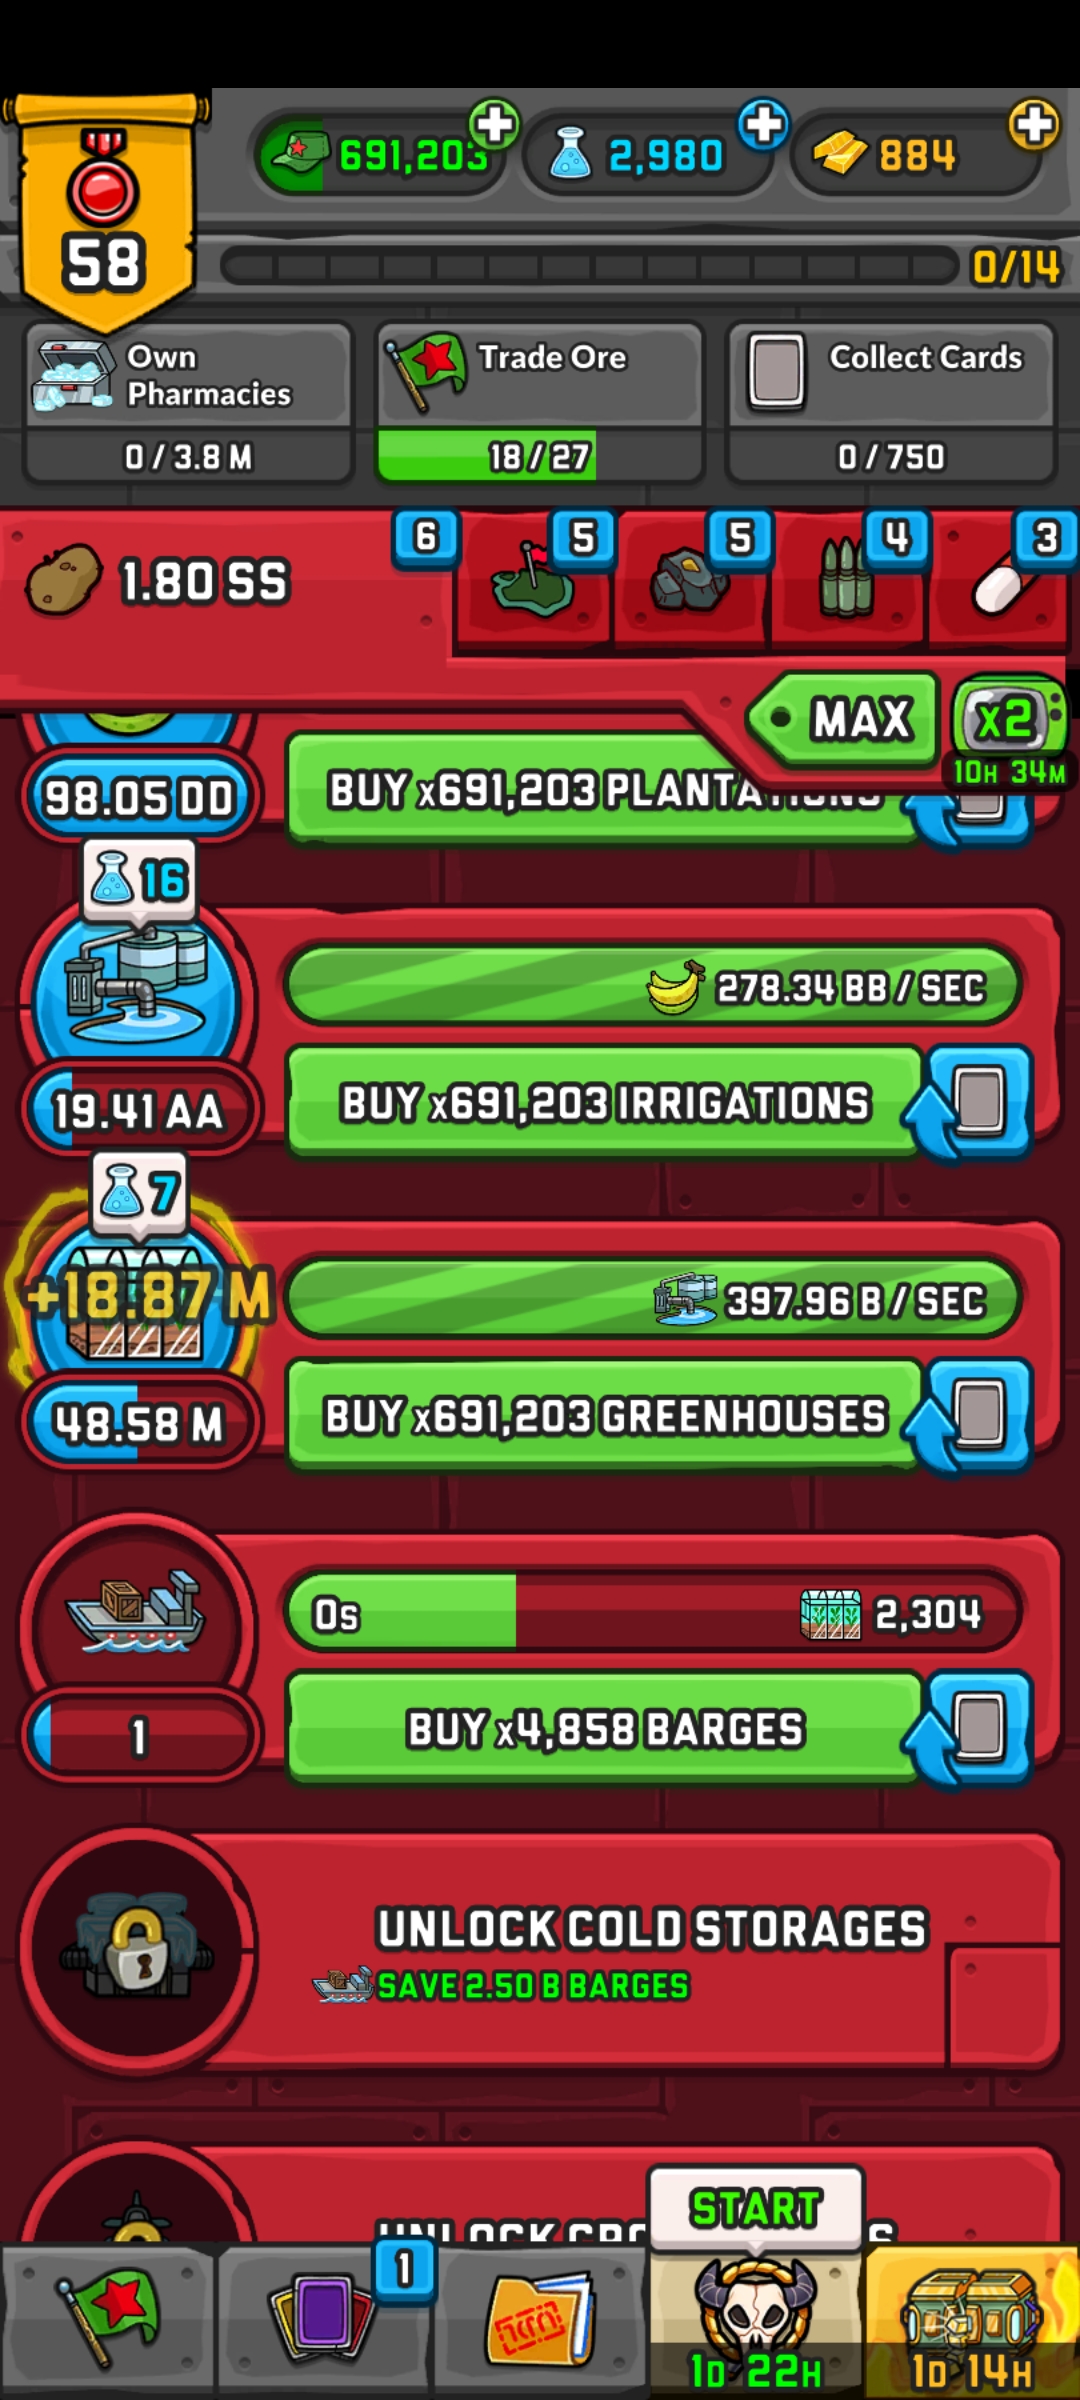 691,203
2,980
884
58
0/14
Own
Pharmacies
0 / 3.8 M
Trade Ore
18 / 27
Collect Cards
0 / 750
1.80 SS
6
5
5
4
3
MAX
x2
10H 34M
98.05 DD
BUY x691,203 PLANTATIONS
16
278.34 BB / SEC
19.41 AA
BUY x691,203 IRRIGATIONS
7
+18.87 M
397.96 B / SEC
48.58 M
BUY x691,203 GREENHOUSES
0s
2,304
1
BUY x4,858 BARGES
UNLOCK COLD STORAGES
SAVE 2.50 B BARGES
UNLOCK
START
1
1D 22H
1D 14H